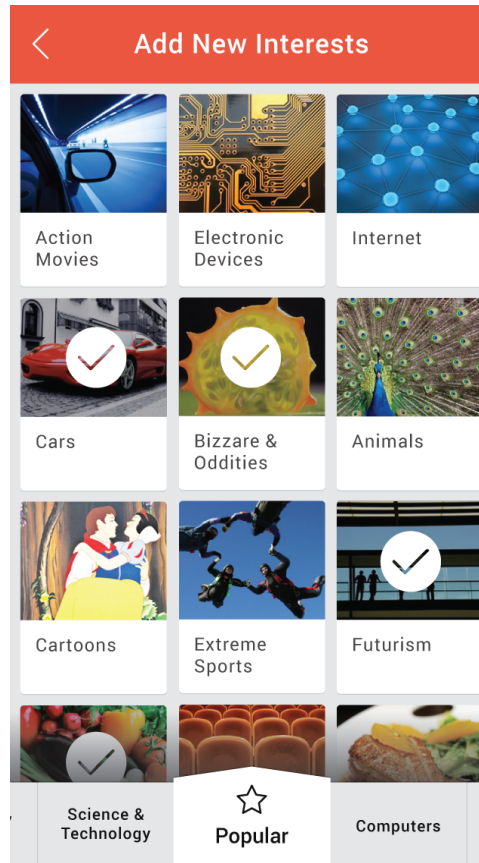 Add New Interests
Action
Movies
Electronic
Devices
Internet
Cars
Bizzare &
Oddities
Animals
Cartoons
Extreme
Sports
Futurism
Science &
Technology
Popular
Computers